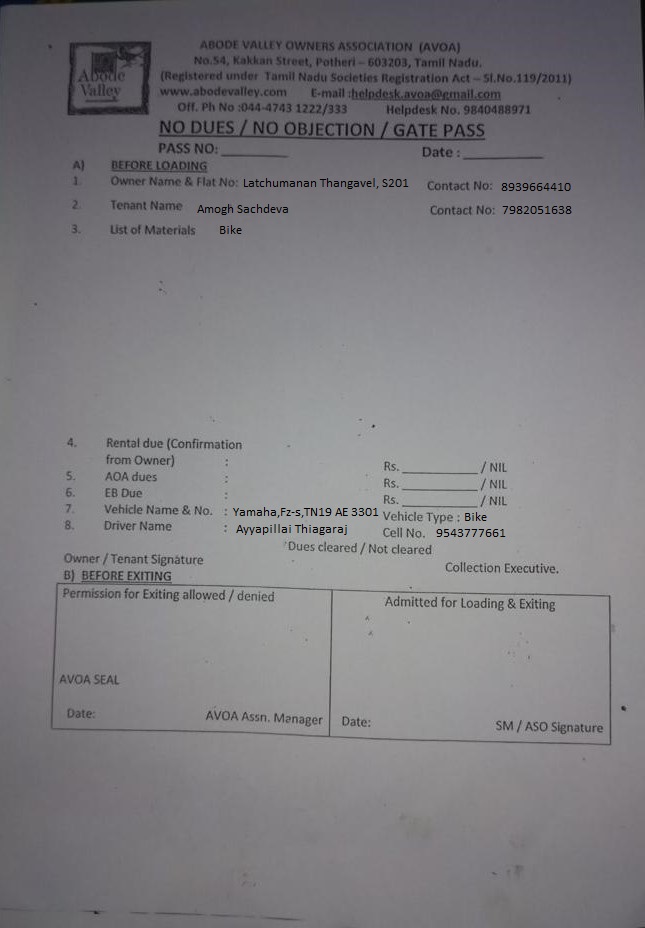 ABODE VALLEY OWNERS ASSOCIATION (AVOA)
No.54, Kakkan Street, Potheri – 603203, Tamil Nadu.
(Registered under Tamil Nadu Societies Registration Act – Sl.No.119/2011)
www.abodevalley.com E-mail :helpdesk.avoa@gmail.com
Off. Ph No :044-4743 1222/333 Helpdesk No. 9840488971
Abode
Valley
NO DUES / NO OBJECTION / GATE PASS
PASS NO: ________ Date : __________
A) BEFORE LOADING
1. Owner Name & Flat No: Latchumanan Thangavel, S201 Contact No: 8939664410
2. Tenant Name Amogh Sachdeva Contact No: 7982051638
3. List of Materials Bike
4. Rental due (Confirmation
from Owner) : Rs. __________ / NIL
5. AOA dues : Rs. __________ / NIL
6. EB Due : Rs. __________ / NIL
7. Vehicle Name & No. : Yamaha,Fz-s,TN19 AE 3301 Vehicle Type : Bike
8. Driver Name : Ayyapillai Thiagaraj Cell No. 9543777661
Dues cleared / Not cleared
Owner / Tenant Signature Collection Executive.
B) BEFORE EXITING
Permission for Exiting allowed / denied
AVOA SEAL
Date: AVOA Assn. Manager
Admitted for Loading & Exiting
Date: SM / ASO Signature